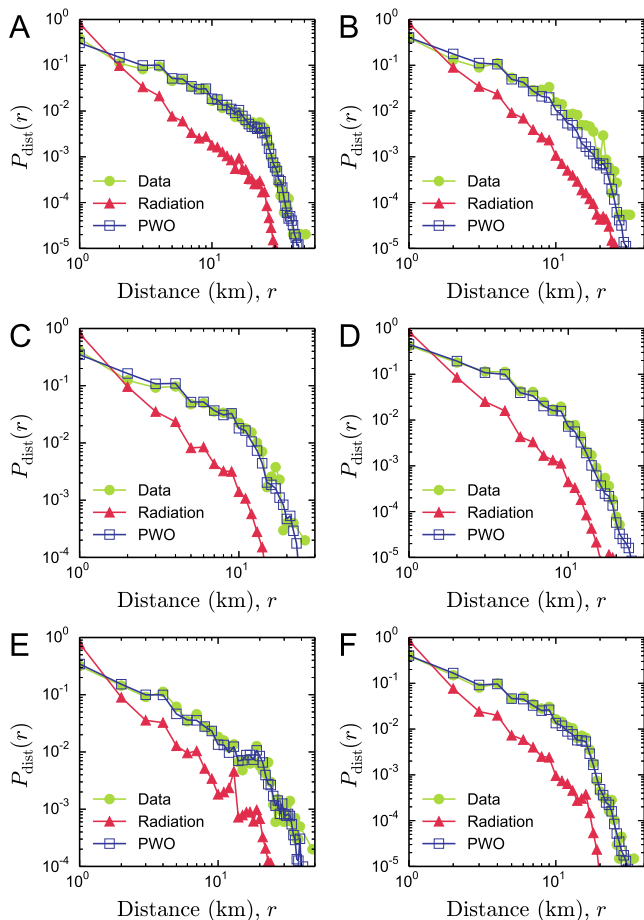 A
B
10^0
10^-1
10^-2
10^-3
10^-4
10^-5
P_dist(r)
Data
Radiation
PWO
10^0
10^1
Distance (km), r
10^0
10^-1
10^-2
10^-3
10^-4
10^-5
P_dist(r)
Data
Radiation
PWO
10^0
10^1
Distance (km), r
C
D
10^0
10^-1
10^-2
10^-3
10^-4
P_dist(r)
Data
Radiation
PWO
10^0
10^1
Distance (km), r
10^0
10^-1
10^-2
10^-3
10^-4
10^-5
P_dist(r)
Data
Radiation
PWO
10^0
10^1
Distance (km), r
E
F
10^0
10^-1
10^-2
10^-3
10^-4
P_dist(r)
Data
Radiation
PWO
10^0
10^1
Distance (km), r
10^0
10^-1
10^-2
10^-3
10^-4
10^-5
P_dist(r)
Data
Radiation
PWO
10^0
10^1
Distance (km), r